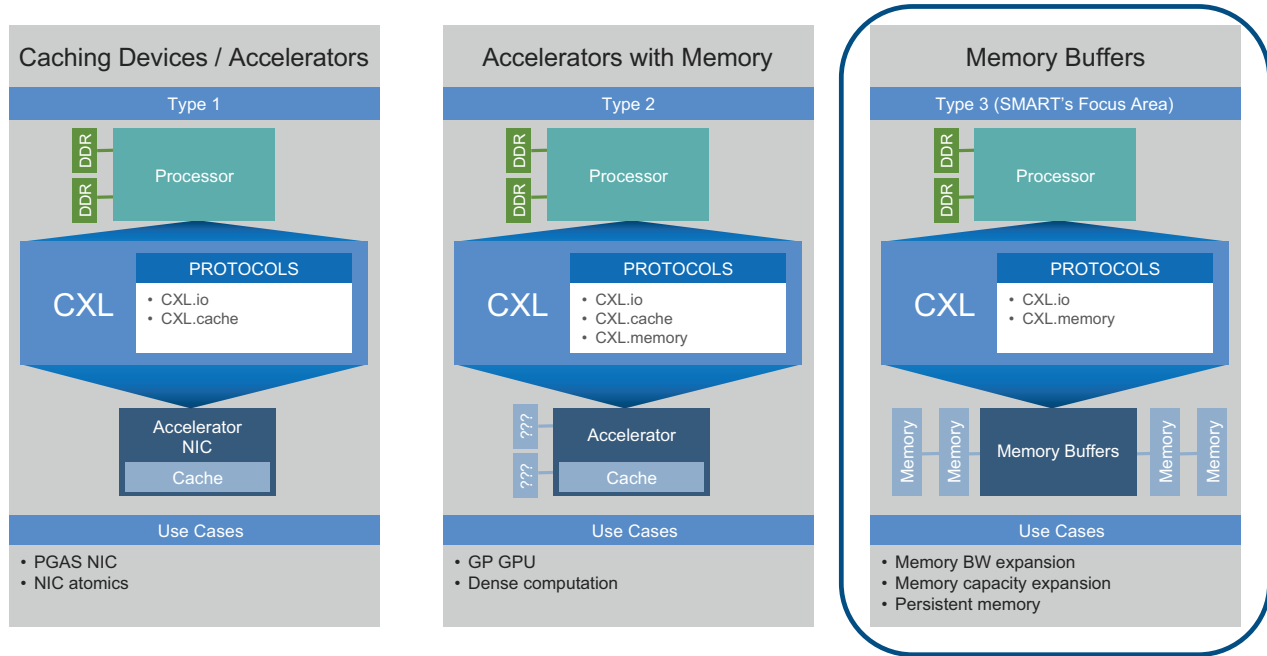 Caching Devices / Accelerators
Type 1
DDR
DDR
Processor
CXL
PROTOCOLS
• CXL.io
• CXL.cache
Accelerator
NIC
Cache
Use Cases
• PGAS NIC
• NIC atomics
Accelerators with Memory
Type 2
DDR
DDR
Processor
CXL
PROTOCOLS
• CXL.io
• CXL.cache
• CXL.memory
???
???
Accelerator
Cache
Use Cases
• GP GPU
• Dense computation
Memory Buffers
Type 3 (SMART's Focus Area)
DDR
DDR
Processor
CXL
PROTOCOLS
• CXL.io
• CXL.memory
Memory
Memory
Memory Buffers
Memory
Memory
Use Cases
• Memory BW expansion
• Memory capacity expansion
• Persistent memory